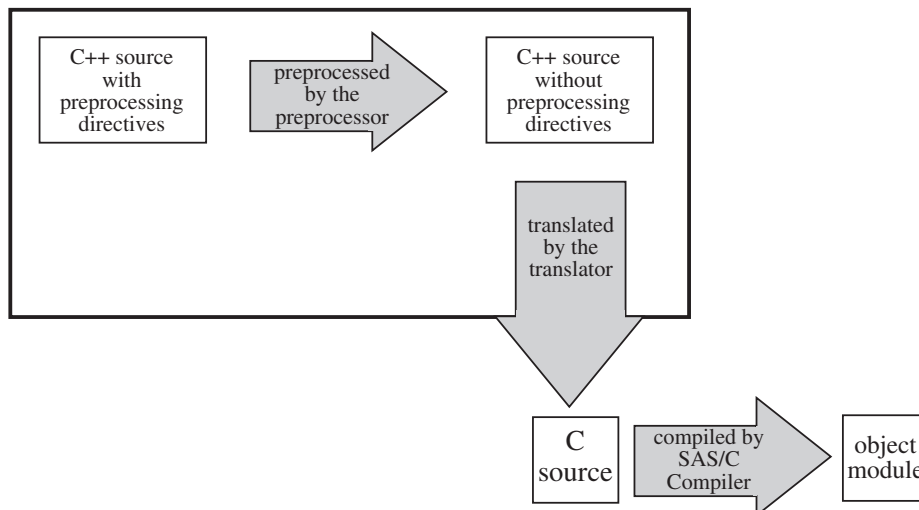 C++ source
with
preprocessing
directives
preprocessed
by the
preprocessor
C++ source
without
preprocessing
directives
translated
by the
translator
C
source
compiled by
SAS/C
Compiler
object
module